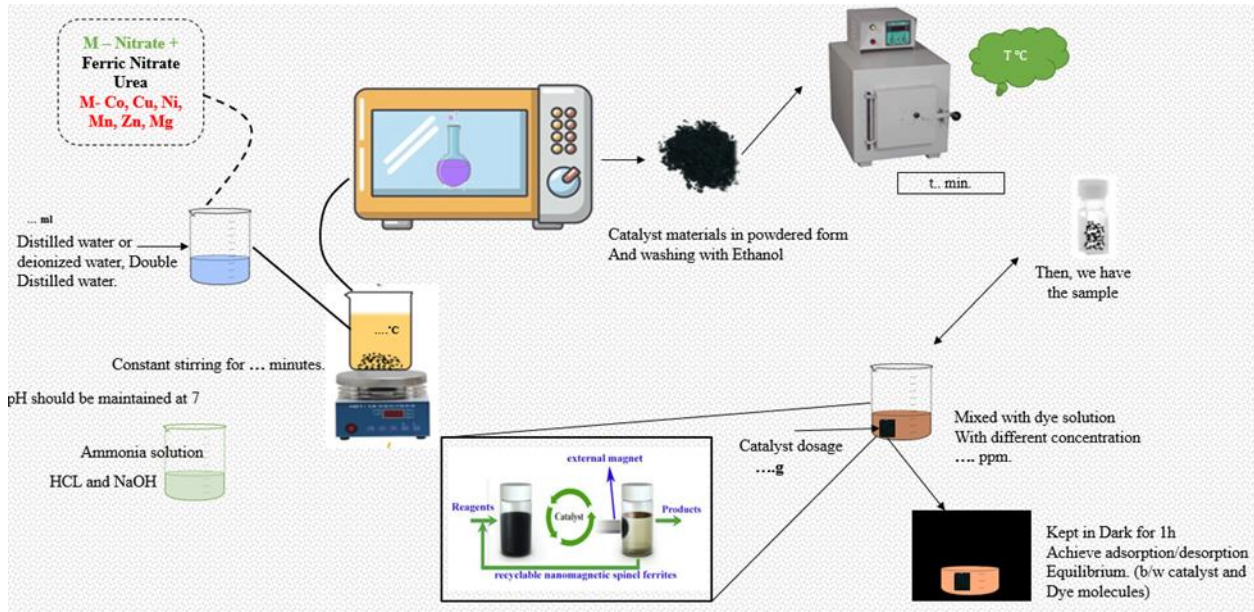 M – Nitrate +
Ferric Nitrate
Urea
M- Co, Cu, Ni,
Mn, Zn, Mg
... ml
Distilled water or
deionized water, Double
Distilled water.
Constant stirring for … minutes.
pH should be maintained at 7
Ammonia solution
HCL and NaOH
....°C
Catalyst materials in powdered form
And washing with Ethanol
T °C
t.. min.
Then, we have
the sample
Mixed with dye solution
With different concentration
…. ppm.
Catalyst dosage
….g
external magnet
Reagents
Catalyst
Products
recyclable nanomagnetic spinel ferrites
Kept in Dark for 1h
Achieve adsorption/desorption
Equilibrium. (b/w catalyst and
Dye molecules)